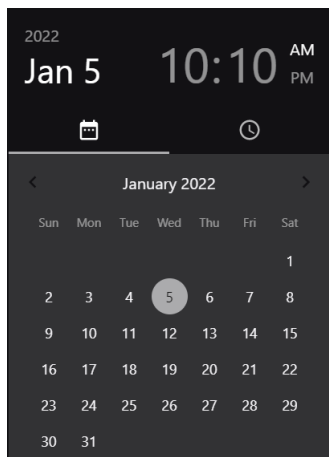 2022
Jan 5 10:10 AM
PM
January 2022
Sun Mon Tue Wed Thu Fri Sat
1
2 3 4 5 6 7 8
9 10 11 12 13 14 15
16 17 18 19 20 21 22
23 24 25 26 27 28 29
30 31